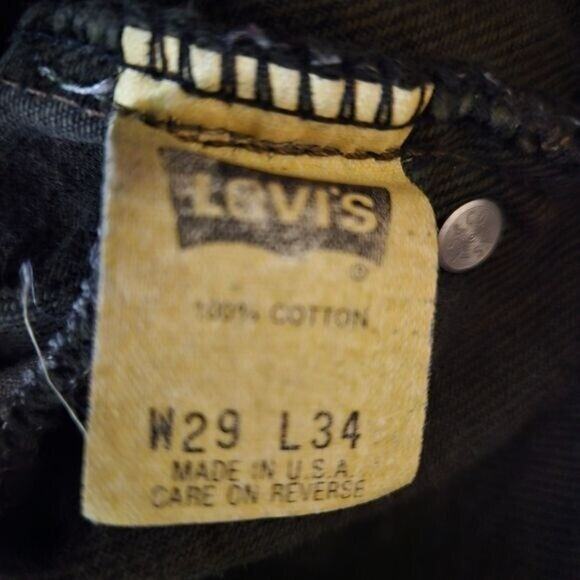 LEVI'S
®
100% COTTON
W29 L34
MADE IN U.S.A.
CARE ON REVERSE